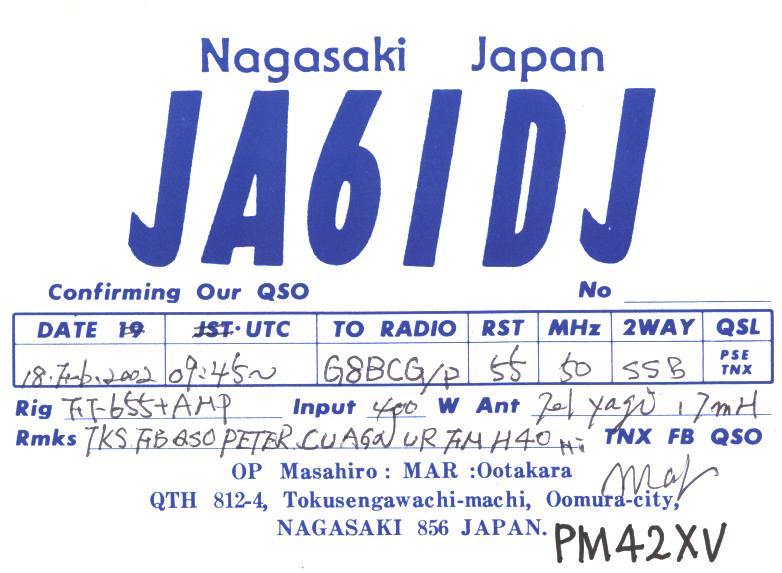 Nagasaki Japan
JA6IDJ
Confirming Our QSO No
DATE 19 JST·UTC TO RADIO RST MHz 2WAY QSL
18.Feb.2002 09:45~ G8BCG/P 55 50 SSB PSE TNX
Rig FT-655+AMP Input 400 W Ant 7el yagi 17mH
Rmks TKS FB QSO PETER. CU AGN UR FM H40 Hi TNX FB QSO
OP Masahiro : MAR :Ootakara
Mar
QTH 812-4, Tokusengawachi-machi, Oomura-city,
NAGASAKI 856 JAPAN.
PM42XV